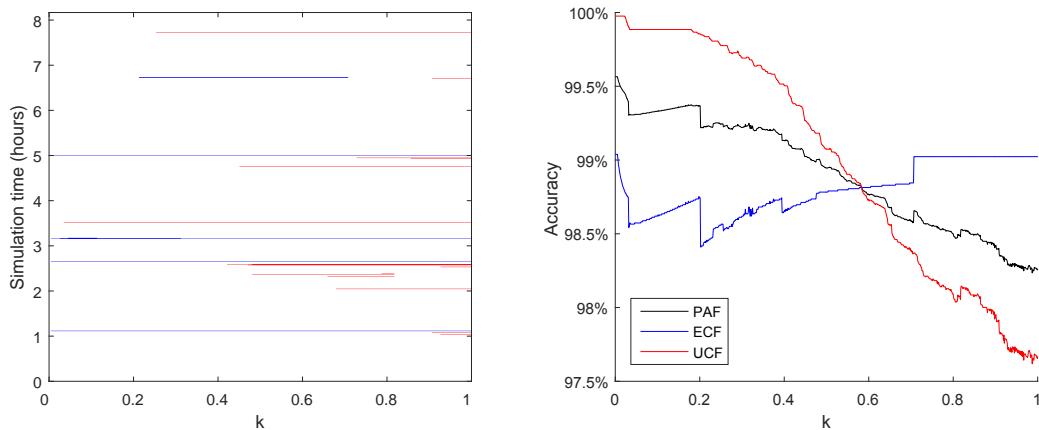 Simulation time (hours)
8
7
6
5
4
3
2
1
0
0 0.2 0.4 0.6 0.8 1
k
Accuracy
100%
99.5%
99%
98.5%
98%
97.5%
PAF
ECF
UCF
0 0.2 0.4 0.6 0.8 1
k